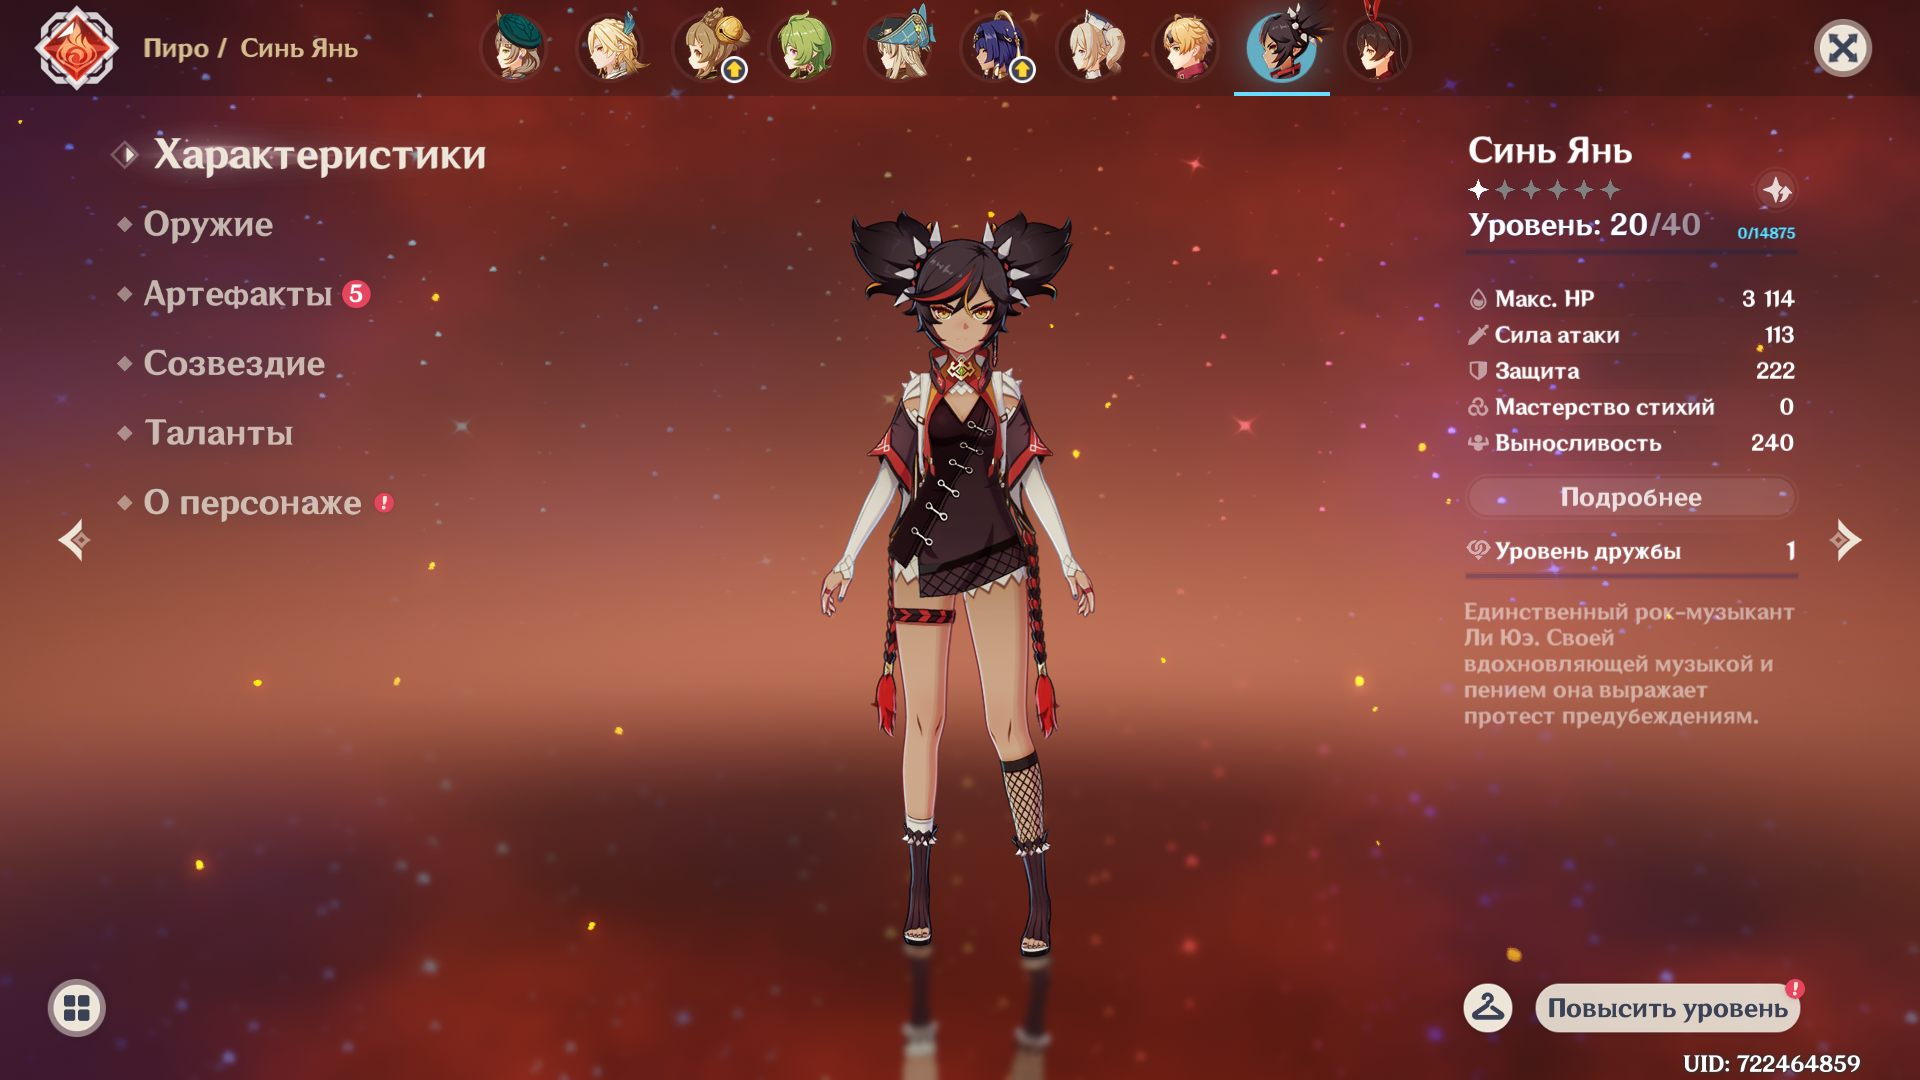 Пиро / Синь Янь
Характеристики
Оружие
Артефакты 5
Созвездие
Таланты
О персонаже
Синь Янь
Уровень: 20/40 0/14875
Макс. HP 3 114
Сила атаки 113
Защита 222
Мастерство стихий 0
Выносливость 240
Подробнее
Уровень дружбы 1
Единственный рок-музыкант
Ли Юэ. Своей
вдохновляющей музыкой и
пением она выражает
протест предубеждениям.
Повысить уровень
UID: 722464859